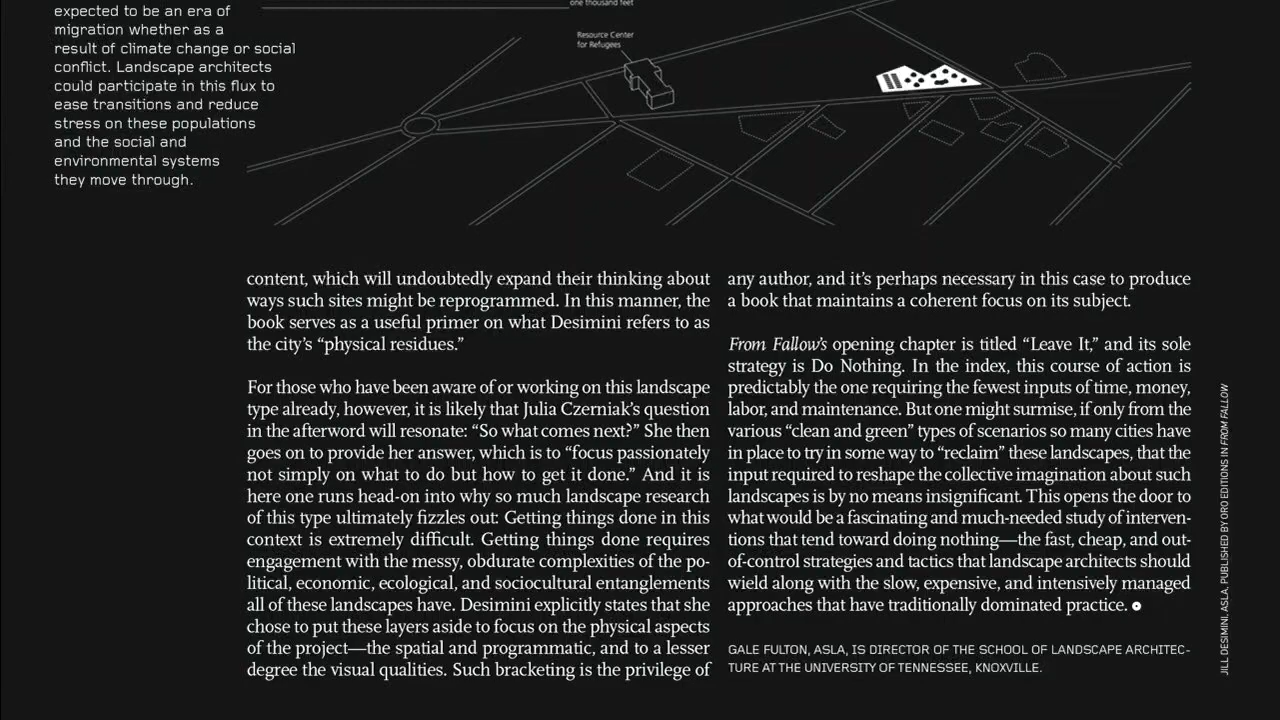 expected to be an era of
migration whether as a
result of climate change or social
conflict. Landscape architects
could participate in this flux to
ease transitions and reduce
stress on these populations
and the social and
environmental systems
they move through.
one thousand feet
Resource Center
for Refugees
content, which will undoubtedly expand their thinking about
ways such sites might be reprogrammed. In this manner, the
book serves as a useful primer on what Desimini refers to as
the city’s “physical residues.”
For those who have been aware of or working on this landscape
type already, however, it is likely that Julia Czerniak’s question
in the afterword will resonate: “So what comes next?” She then
goes on to provide her answer, which is to “focus passionately
not simply on what to do but how to get it done.” And it is
here one runs head-on into why so much landscape research
of this type ultimately fizzles out: Getting things done in this
context is extremely difficult. Getting things done requires
engagement with the messy, obdurate complexities of the po-
litical, economic, ecological, and sociocultural entanglements
all of these landscapes have. Desimini explicitly states that she
chose to put these layers aside to focus on the physical aspects
of the project—the spatial and programmatic, and to a lesser
degree the visual qualities. Such bracketing is the privilege of
any author, and it’s perhaps necessary in this case to produce
a book that maintains a coherent focus on its subject.
From Fallow’s opening chapter is titled “Leave It,” and its sole
strategy is Do Nothing. In the index, this course of action is
predictably the one requiring the fewest inputs of time, money,
labor, and maintenance. But one might surmise, if only from the
various “clean and green” types of scenarios so many cities have
in place to try in some way to “reclaim” these landscapes, that the
input required to reshape the collective imagination about such
landscapes is by no means insignificant. This opens the door to
what would be a fascinating and much-needed study of interven-
tions that tend toward doing nothing—the fast, cheap, and out-
of-control strategies and tactics that landscape architects should
wield along with the slow, expensive, and intensively managed
approaches that have traditionally dominated practice.
GALE FULTON, ASLA, IS DIRECTOR OF THE SCHOOL OF LANDSCAPE ARCHITEC-
TURE AT THE UNIVERSITY OF TENNESSEE, KNOXVILLE.
JILL DESIMINI, ASLA, PUBLISHED BY ORO EDITIONS IN FROM FALLOW